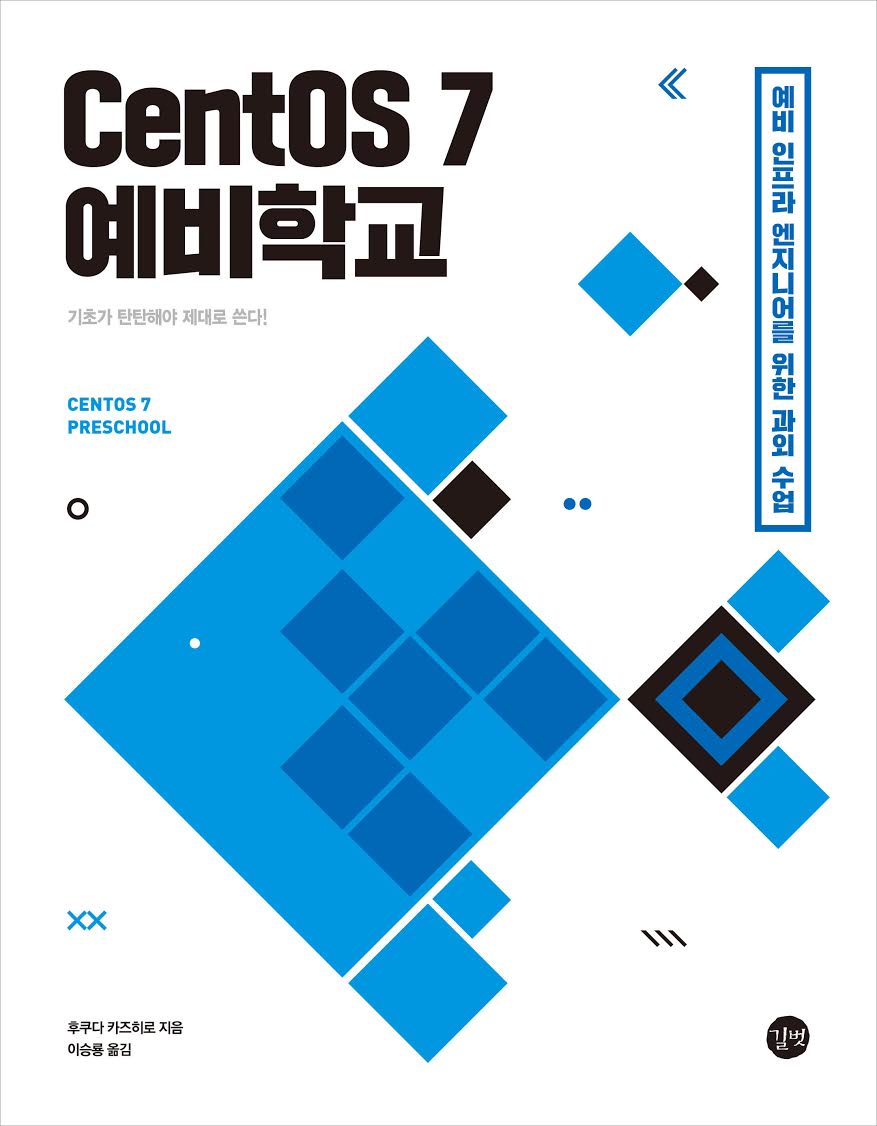 CentOS 7
예비학교
기초가 탄탄해야 제대로 쓴다!
CENTOS 7
PRESCHOOL
예비 인프라 엔지니어를 위한 과외 수업
후쿠다 카즈히로 지음
이승룡 옮김
길벗